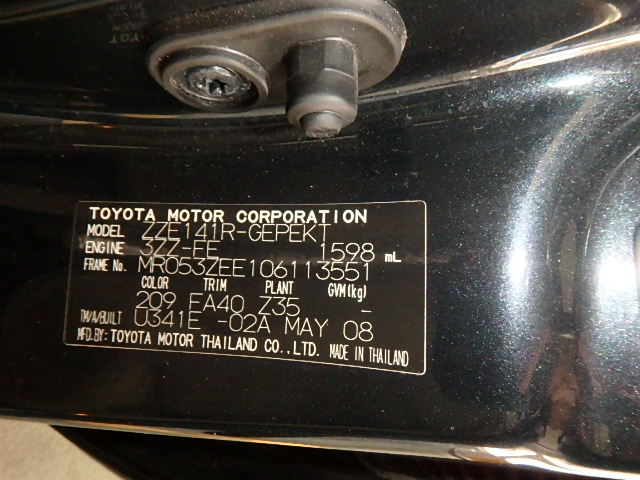 TOYOTA MOTOR CORPORATION
MODEL ZZE141R-GEPEKT
ENGINE 3ZZ-FE 1598 mL
FRAME No. MR053ZEE106113551
COLOR TRIM PLANT GVM(kg)
209 FA40 Z35 -
TM/A/BUILT U341E -02A MAY 08
MFD.BY:TOYOTA MOTOR THAILAND CO.,LTD. MADE IN THAILAND